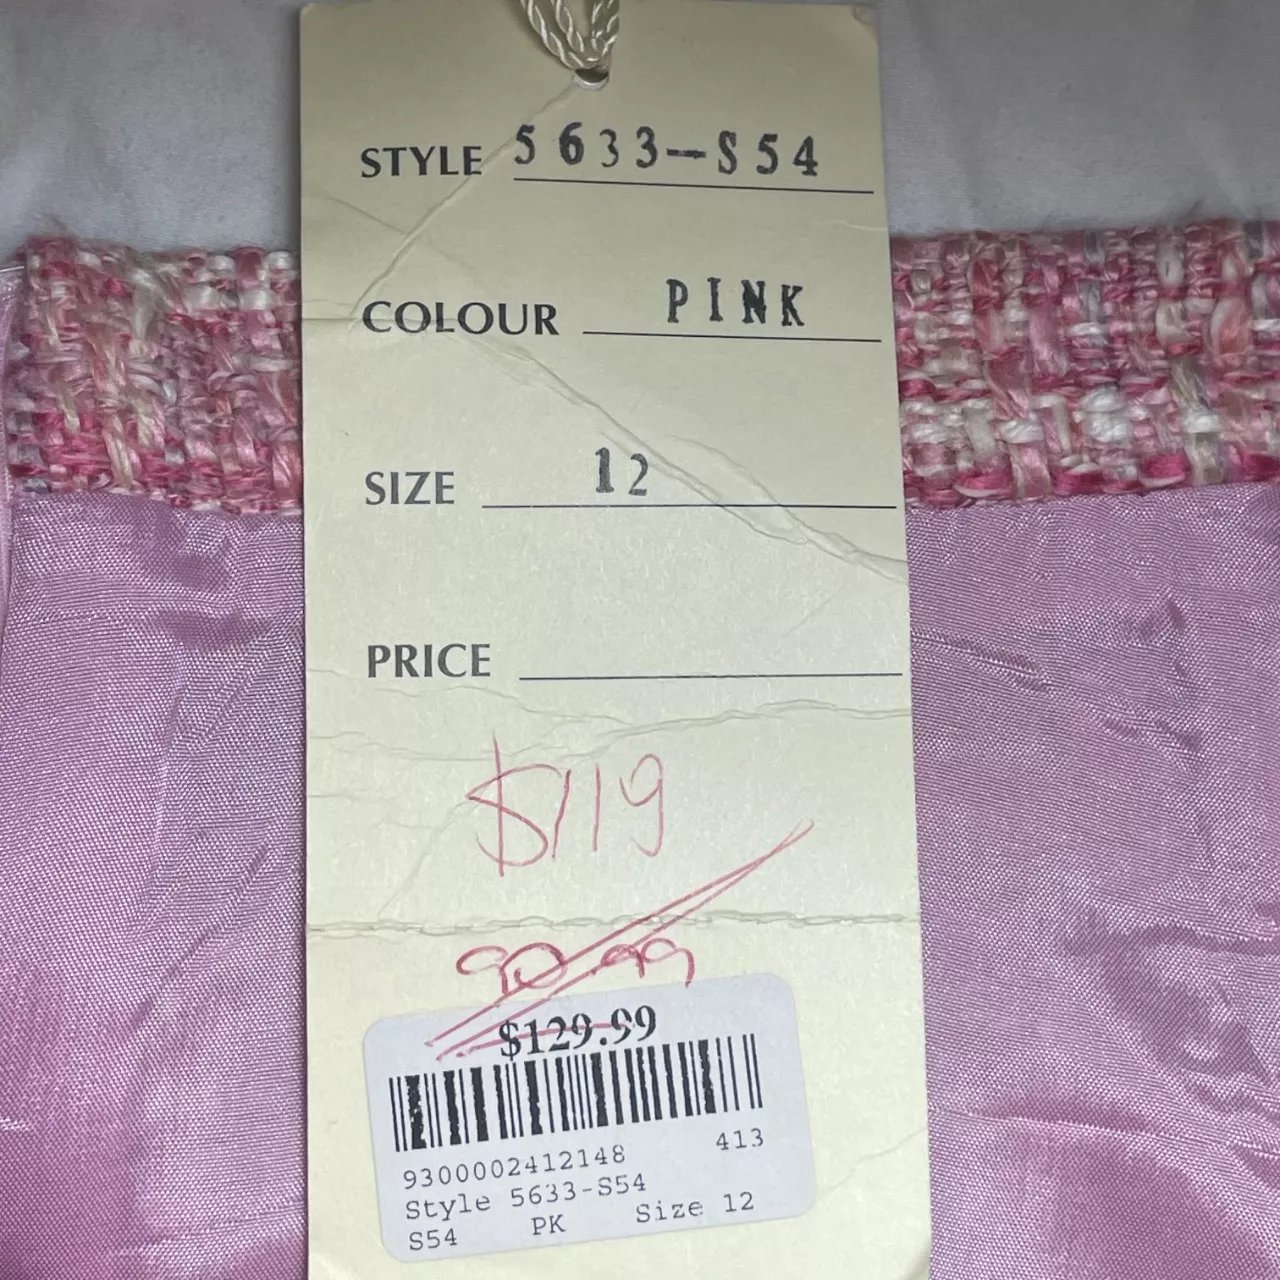 STYLE 5633-S54
COLOUR PINK
SIZE 12
PRICE
$119
90.99
$129.99
9300002412148 413
Style 5633-S54
S54 PK Size 12